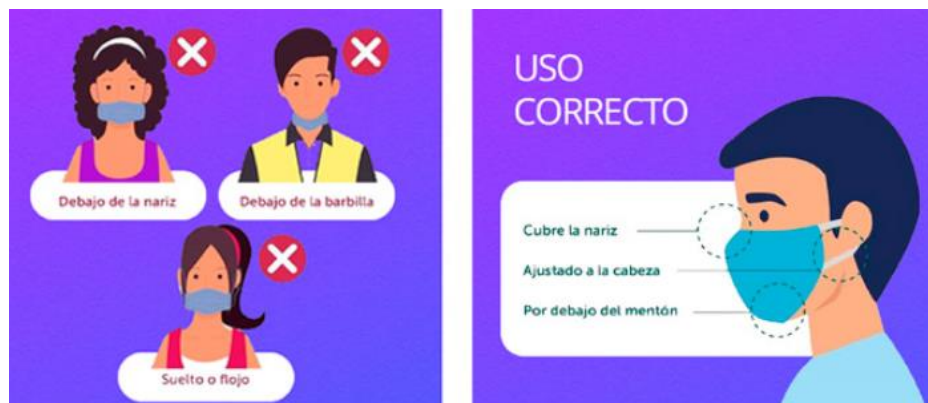 Debajo de la nariz
Debajo de la barbilla
Suelto o flojo
USO
CORRECTO
Cubre la nariz
Ajustado a la cabeza
Por debajo del mentón